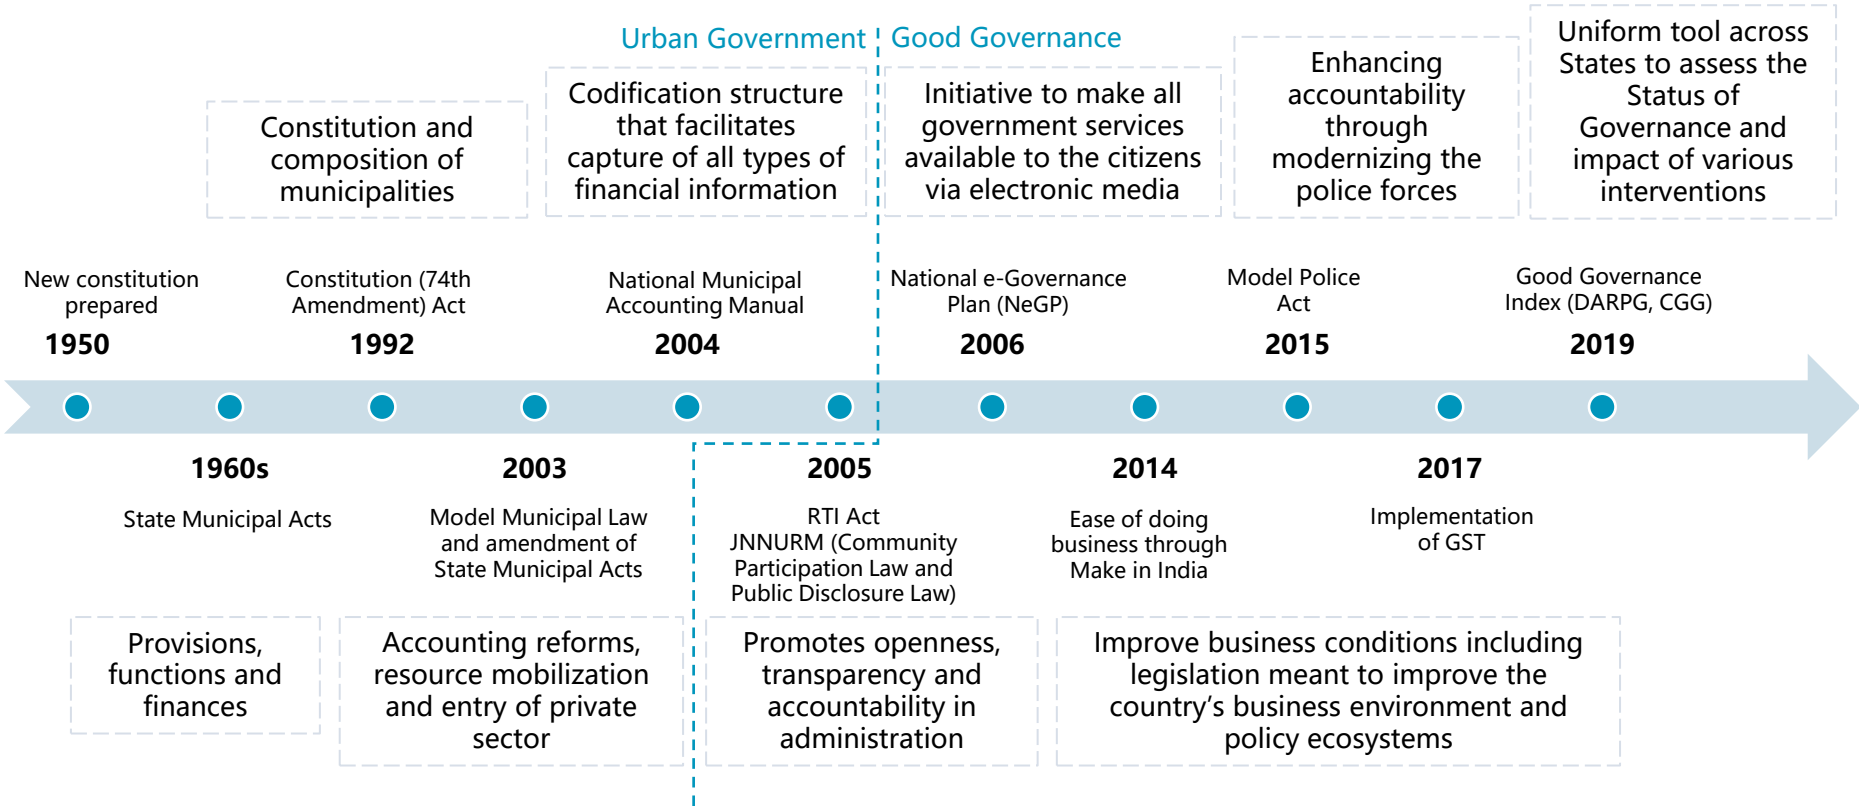 Urban Government
Good Governance
Constitution and
composition of
municipalities
Codification structure
that facilitates
capture of all types of
financial information
Initiative to make all
government services
available to the citizens
via electronic media
Enhancing
accountability
through
modernizing the
police forces
Uniform tool across
States to assess the
Status of
Governance and
impact of various
interventions
New constitution
prepared
1950
Constitution (74th
Amendment) Act
1992
National Municipal
Accounting Manual
2004
National e-Governance
Plan (NeGP)
2006
Model Police
Act
2015
Good Governance
Index (DARPG, CGG)
2019
1960s
State Municipal Acts
2003
Model Municipal Law
and amendment of
State Municipal Acts
2005
RTI Act
JNNURM (Community
Participation Law and
Public Disclosure Law)
2014
Ease of doing
business through
Make in India
2017
Implementation
of GST
Provisions,
functions and
finances
Accounting reforms,
resource mobilization
and entry of private
sector
Promotes openness,
transparency and
accountability in
administration
Improve business conditions including
legislation meant to improve the
country’s business environment and
policy ecosystems